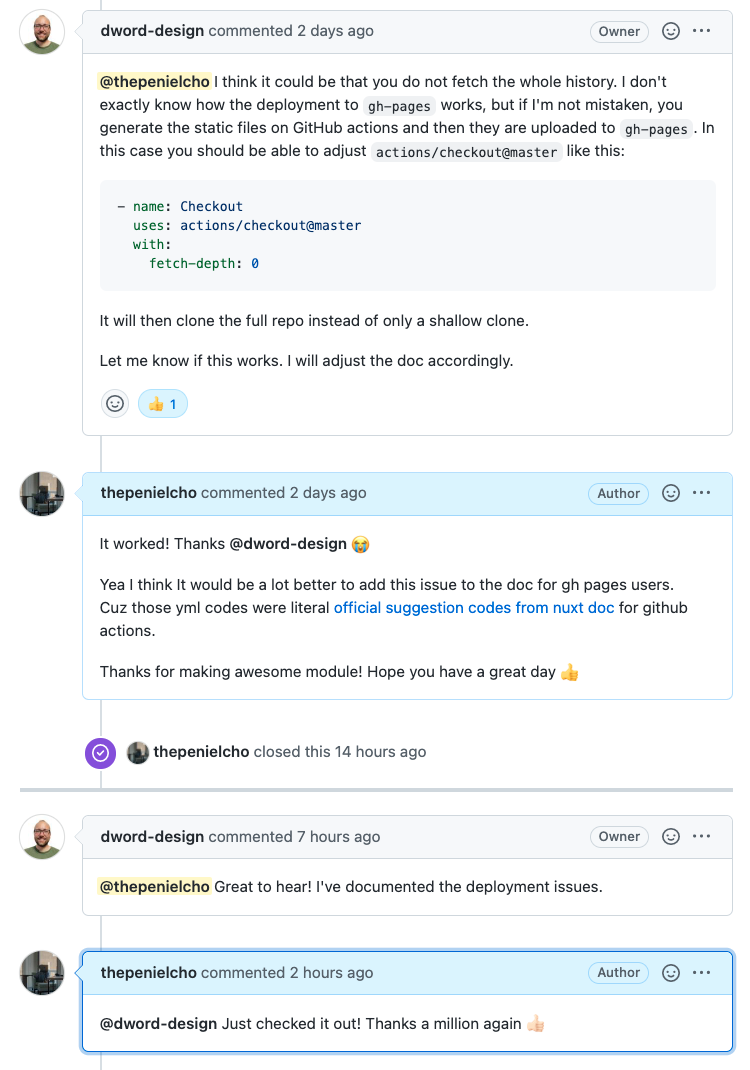 dword-design commented 2 days ago Owner
@thepenielcho I think it could be that you do not fetch the whole history. I don't
exactly know how the deployment to gh-pages works, but if I'm not mistaken, you
generate the static files on GitHub actions and then they are uploaded to gh-pages. In
this case you should be able to adjust actions/checkout@master like this:
- name: Checkout
  uses: actions/checkout@master
  with:
    fetch-depth: 0
It will then clone the full repo instead of only a shallow clone.
Let me know if this works. I will adjust the doc accordingly.
👍 1
thepenielcho commented 2 days ago Author
It worked! Thanks @dword-design 😭
Yea I think It would be a lot better to add this issue to the doc for gh pages users.
Cuz those yml codes were literal official suggestion codes from nuxt doc for github
actions.
Thanks for making awesome module! Hope you have a great day 👍
thepenielcho closed this 14 hours ago
dword-design commented 7 hours ago Owner
@thepenielcho Great to hear! I've documented the deployment issues.
thepenielcho commented 2 hours ago Author
@dword-design Just checked it out! Thanks a million again 👍🏻